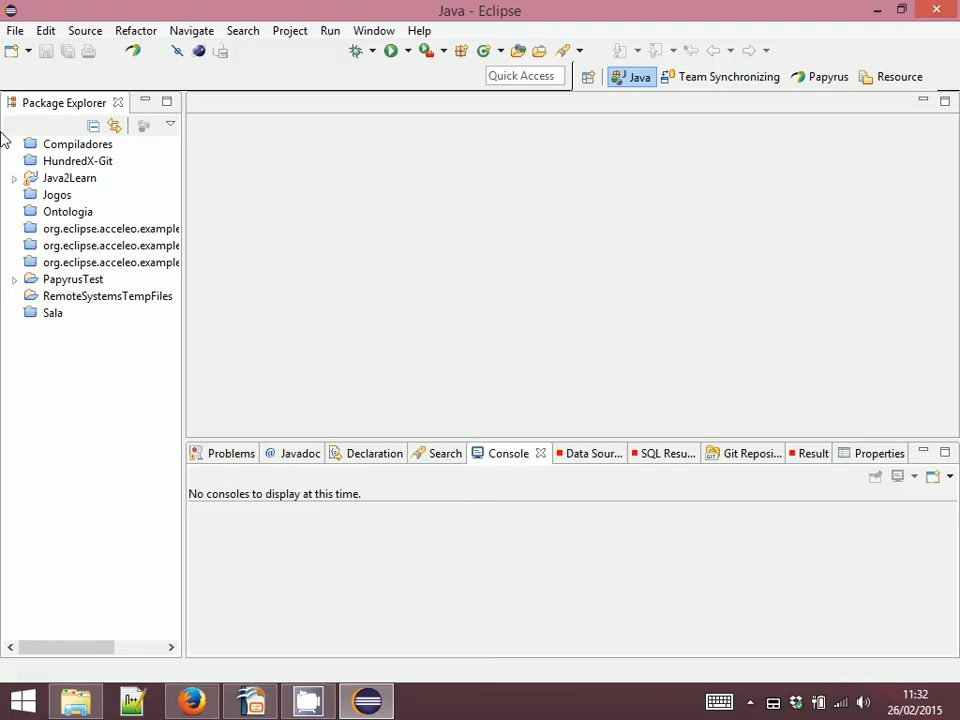 Java - Eclipse
File Edit Source Refactor Navigate Search Project Run Window Help
Quick Access Java Team Synchronizing Papyrus Resource
Package Explorer
Compiladores
HundredX-Git
Java2Learn
Jogos
Ontologia
org.eclipse.acceleo.example
org.eclipse.acceleo.example
org.eclipse.acceleo.example
PapyrusTest
RemoteSystemsTempFiles
Sala
Problems @ Javadoc Declaration Search Console Data Sour... SQL Resu... Git Reposi... Result Properties
No consoles to display at this time.
11:32
26/02/2015